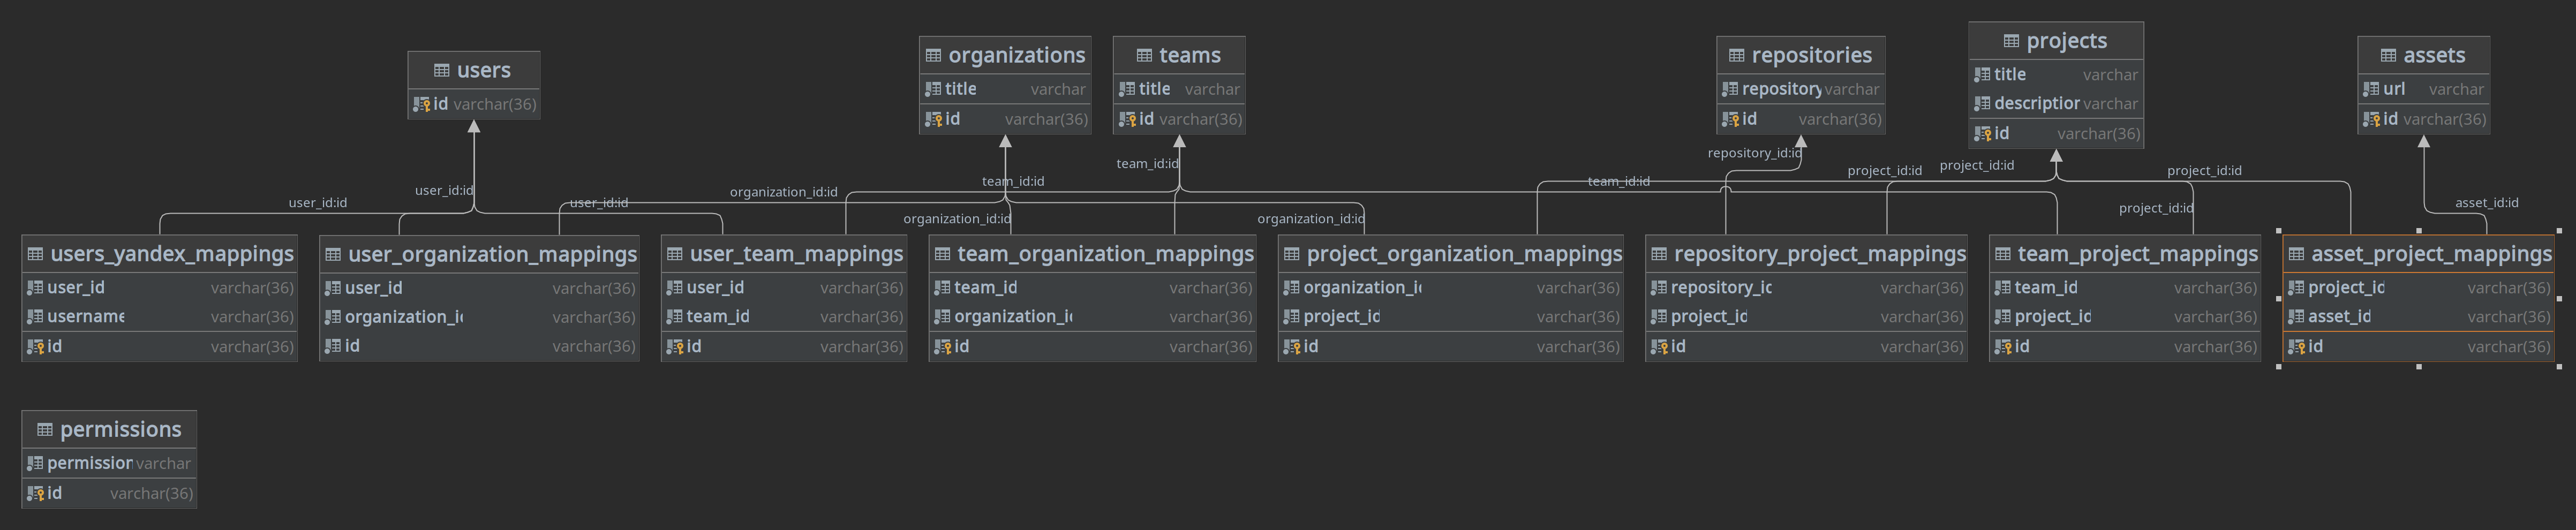 users
id varchar(36)
organizations
title varchar
id varchar(36)
teams
title varchar
id varchar(36)
repositories
repository varchar
id varchar(36)
projects
title varchar
description varchar
id varchar(36)
assets
url varchar
id varchar(36)
user_id:id
user_id:id
user_id:id
organization_id:id
team_id:id
team_id:id
organization_id:id
organization_id:id
team_id:id
repository_id:id
project_id:id
project_id:id
project_id:id
project_id:id
asset_id:id
users_yandex_mappings
user_id varchar(36)
username varchar(36)
id varchar(36)
user_organization_mappings
user_id varchar(36)
organization_id varchar(36)
id varchar(36)
user_team_mappings
user_id varchar(36)
team_id varchar(36)
id varchar(36)
team_organization_mappings
team_id varchar(36)
organization_id varchar(36)
id varchar(36)
project_organization_mappings
organization_id varchar(36)
project_id varchar(36)
id varchar(36)
repository_project_mappings
repository_id varchar(36)
project_id varchar(36)
id varchar(36)
team_project_mappings
team_id varchar(36)
project_id varchar(36)
id varchar(36)
asset_project_mappings
project_id varchar(36)
asset_id varchar(36)
id varchar(36)
permissions
permission varchar
id varchar(36)